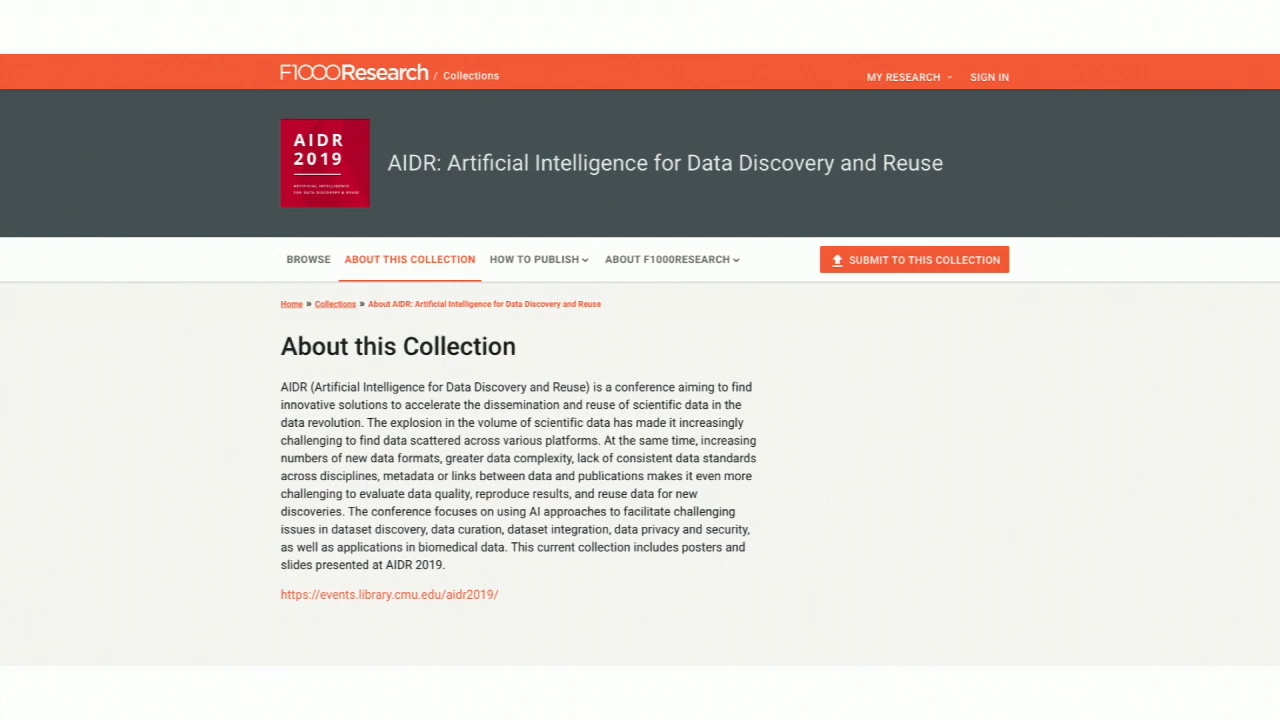 F1000Research / Collections
MY RESEARCH
SIGN IN
AIDR
2019
ARTIFICIAL INTELLIGENCE
FOR DATA DISCOVERY & REUSE
AIDR: Artificial Intelligence for Data Discovery and Reuse
BROWSE
ABOUT THIS COLLECTION
HOW TO PUBLISH
ABOUT F1000RESEARCH
SUBMIT TO THIS COLLECTION
Home » Collections » About AIDR: Artificial Intelligence for Data Discovery and Reuse
About this Collection
AIDR (Artificial Intelligence for Data Discovery and Reuse) is a conference aiming to find
innovative solutions to accelerate the dissemination and reuse of scientific data in the
data revolution. The explosion in the volume of scientific data has made it increasingly
challenging to find data scattered across various platforms. At the same time, increasing
numbers of new data formats, greater data complexity, lack of consistent data standards
across disciplines, metadata or links between data and publications makes it even more
challenging to evaluate data quality, reproduce results, and reuse data for new
discoveries. The conference focuses on using AI approaches to facilitate challenging
issues in dataset discovery, data curation, dataset integration, data privacy and security,
as well as applications in biomedical data. This current collection includes posters and
slides presented at AIDR 2019.
https://events.library.cmu.edu/aidr2019/